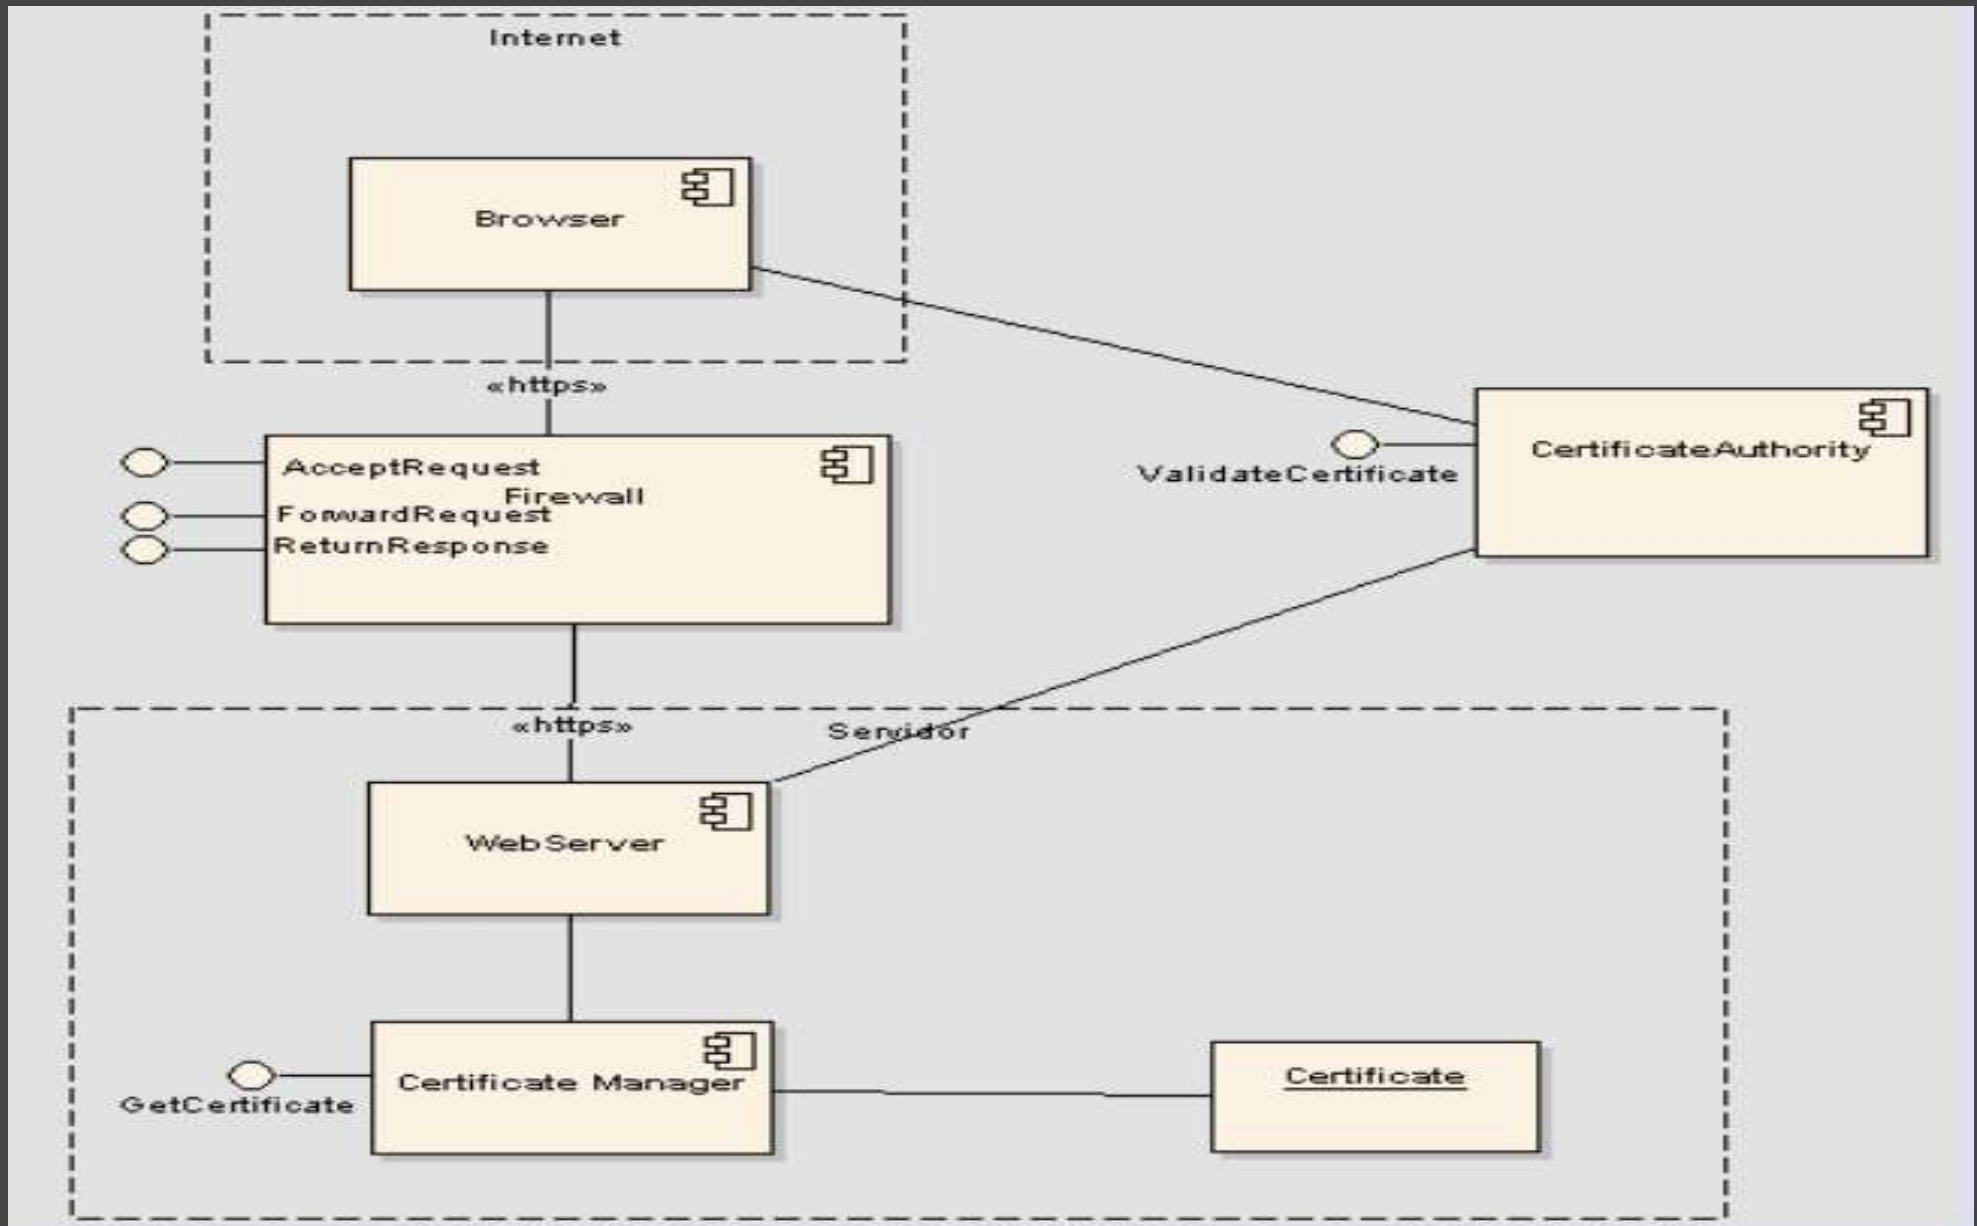 Internet
Browser
«https»
AcceptRequest
Firewall
ForwardRequest
ReturnResponse
CertificateAuthority
ValidateCertificate
«https»
Servidor
WebServer
Certificate Manager
GetCertificate
Certificate